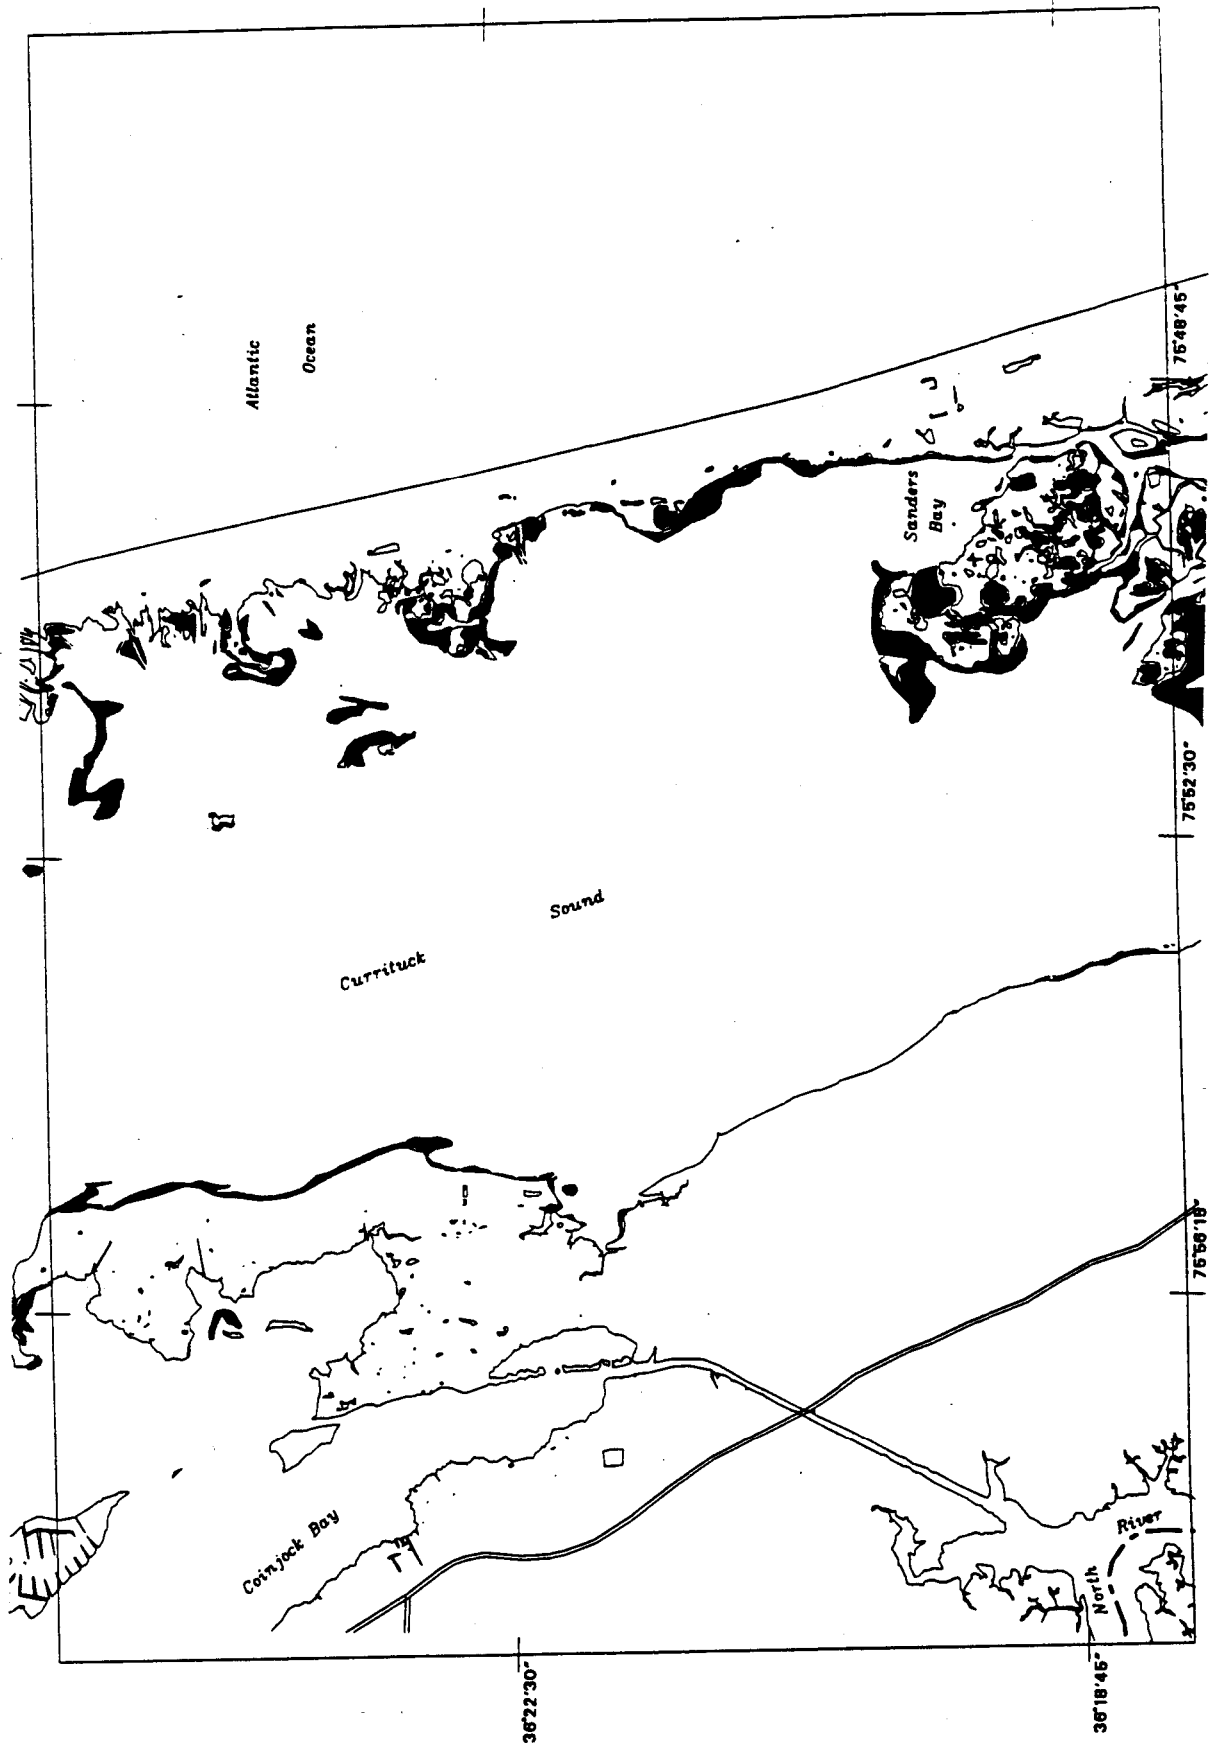 Atlantic
Ocean
Sanders
Bay
75°48'45"
75°52'30"
Sound
Currituck
75°56'15"
Coinjock Bay
River
North
36°22'30"
36°18'45"